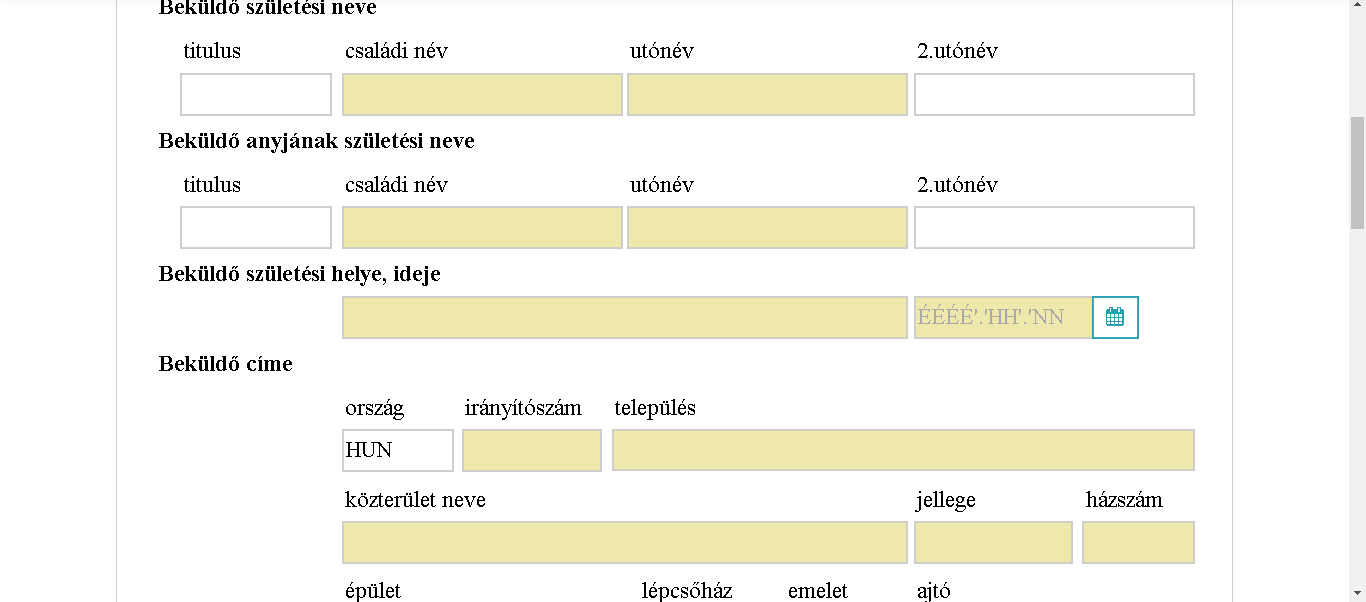 Beküldő születési neve
titulus családi név utónév 2.utónév
Beküldő anyjának születési neve
titulus családi név utónév 2.utónév
Beküldő születési helye, ideje
ÉÉÉÉ'.'HH'.'NN
Beküldő címe
ország irányítószám település
HUN
közterület neve jellege házszám
épület lépcsőház emelet ajtó